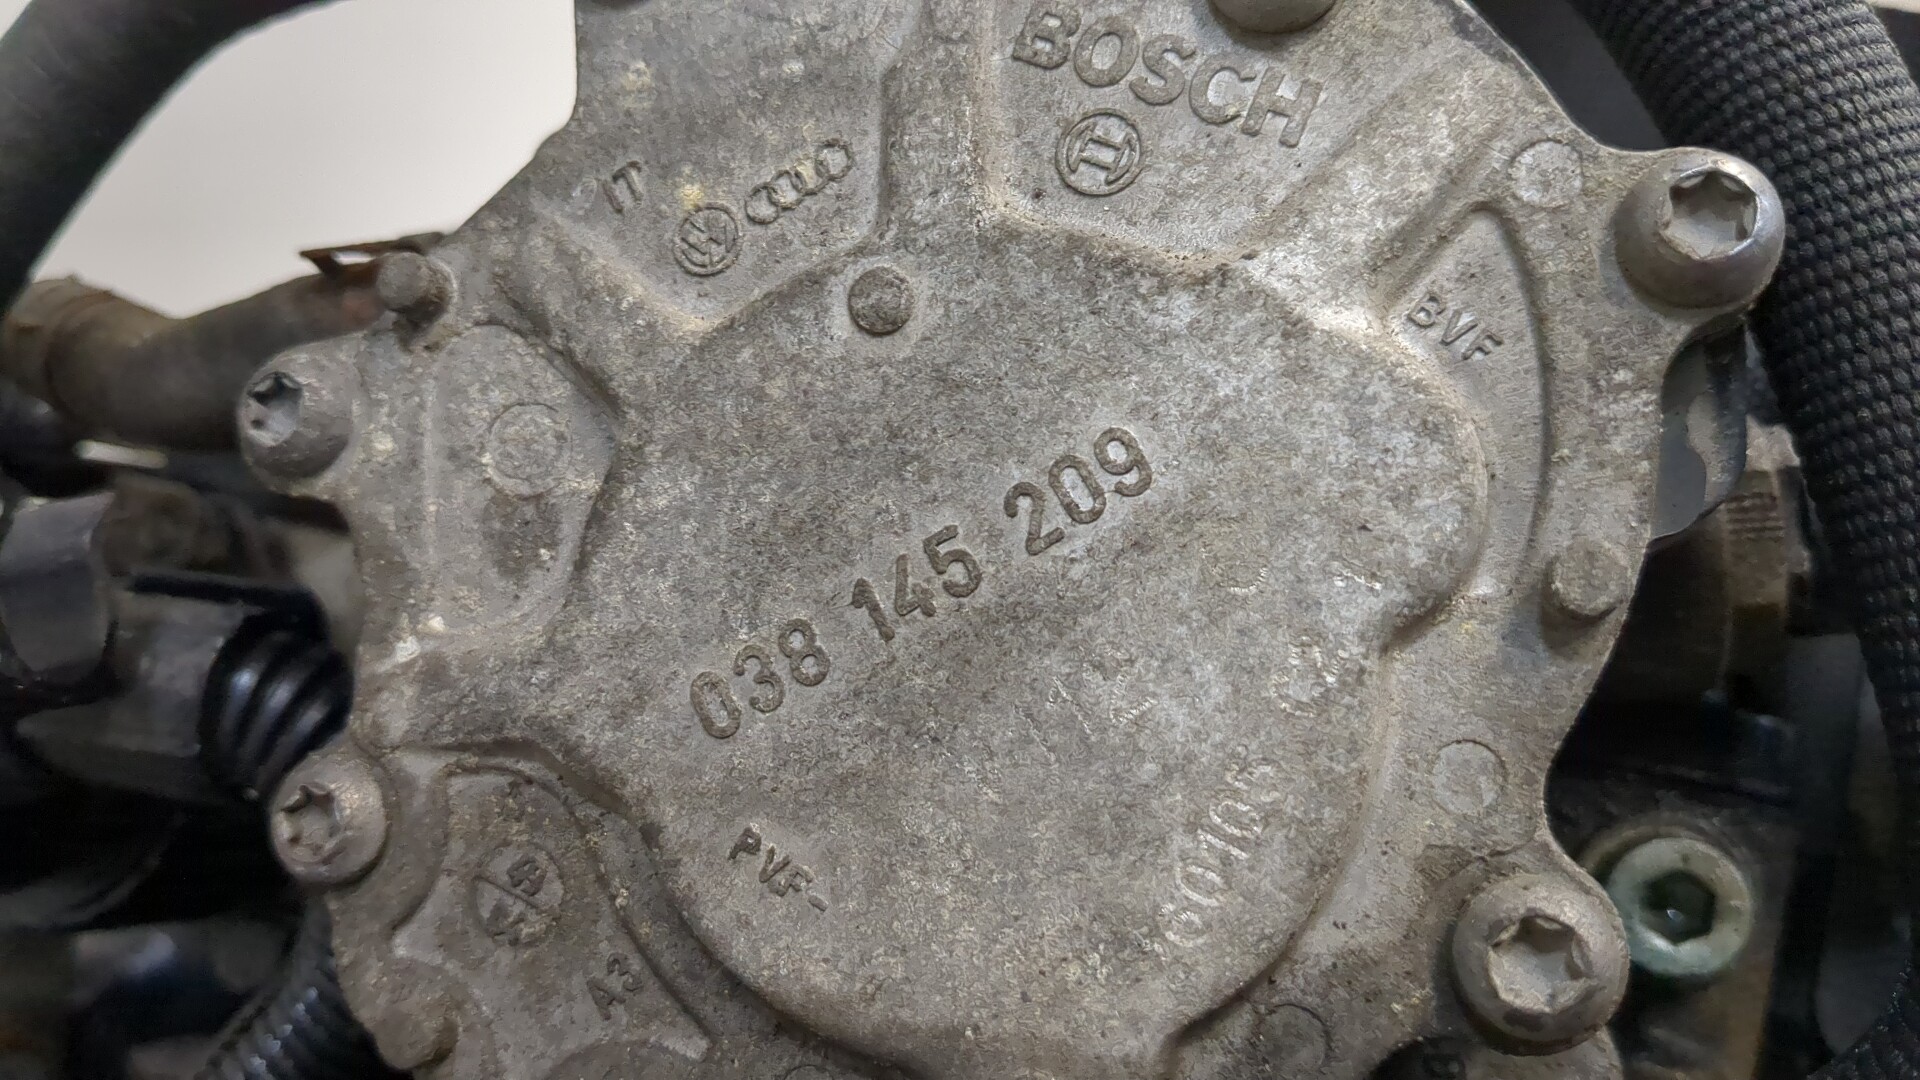 BOSCH
IT
BVF
038 145 209
PVF-
A3